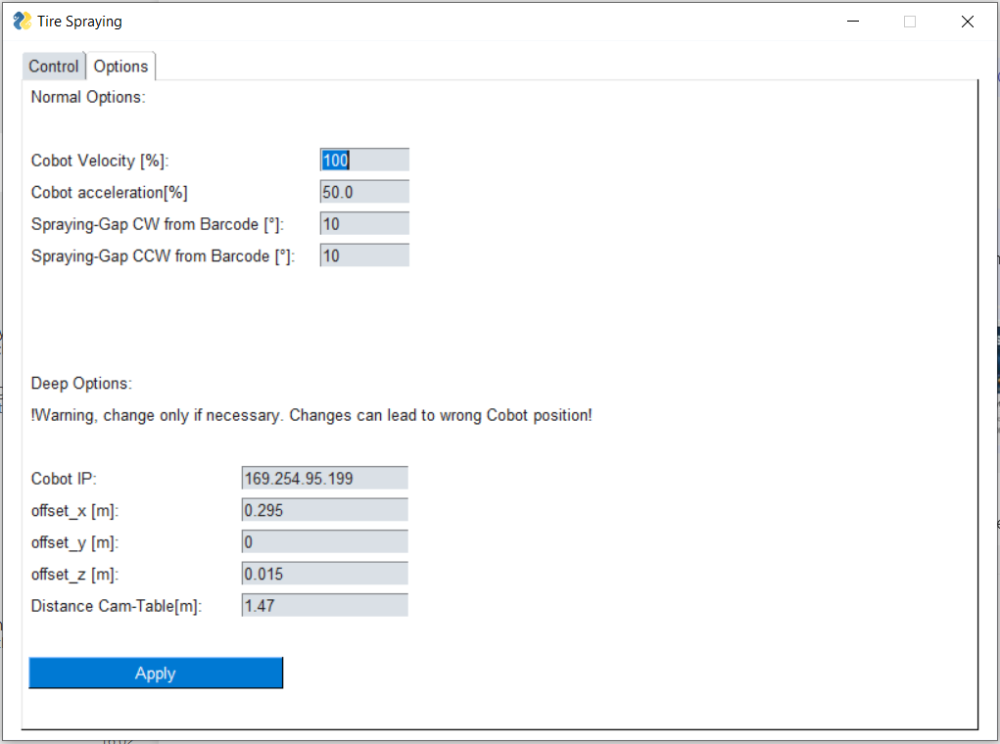 Tire Spraying
Control Options
Normal Options:
Cobot Velocity [%]: 100
Cobot acceleration[%] 50.0
Spraying-Gap CW from Barcode [°]: 10
Spraying-Gap CCW from Barcode [°]: 10
Deep Options:
!Warning, change only if necessary. Changes can lead to wrong Cobot position!
Cobot IP: 169.254.95.199
offset_x [m]: 0.295
offset_y [m]: 0
offset_z [m]: 0.015
Distance Cam-Table[m]: 1.47
Apply